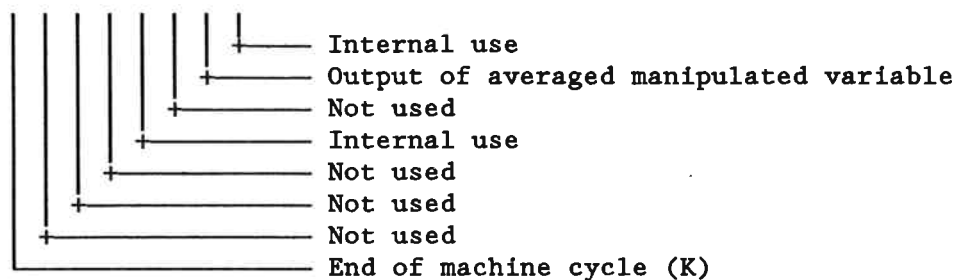 Internal use
Output of averaged manipulated variable
Not used
Internal use
Not used
Not used
Not used
End of machine cycle (K)